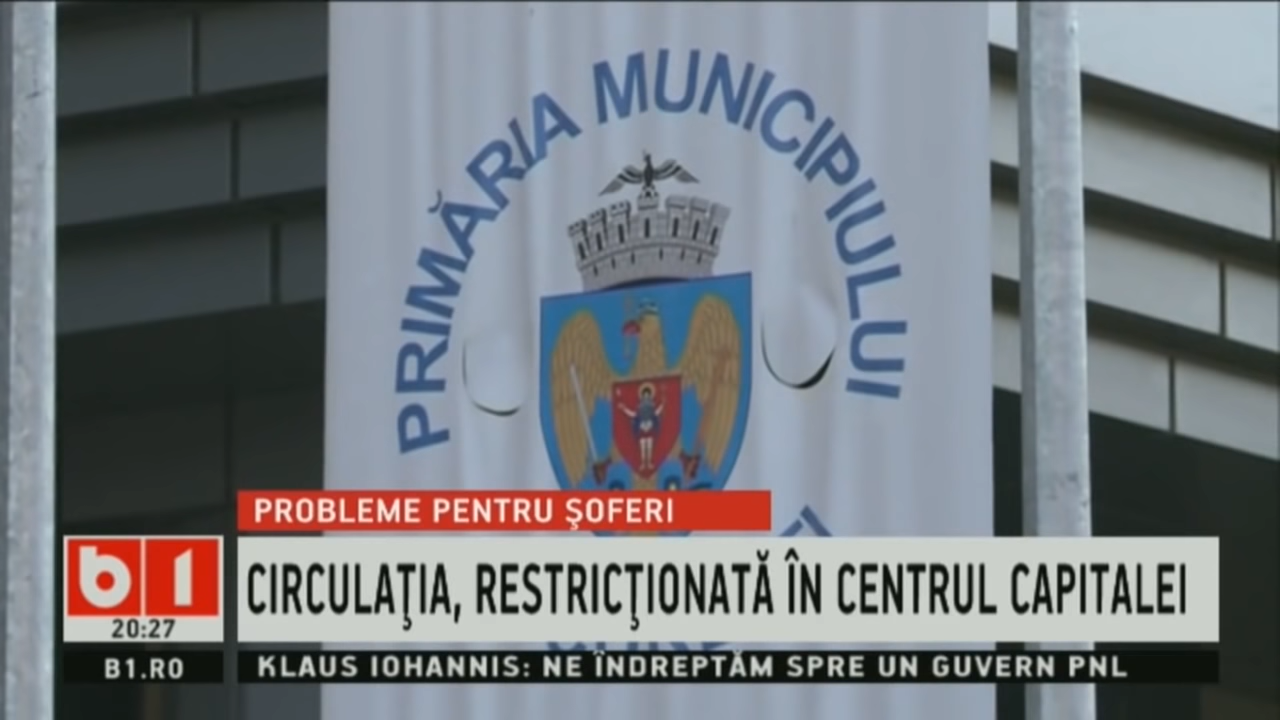 PRIMĂRIA MUNICIPIULUI
PROBLEME PENTRU ŞOFERI
b1
CIRCULAŢIA, RESTRICŢIONATĂ ÎN CENTRUL CAPITALEI
20:27
B1.RO
KLAUS IOHANNIS: NE ÎNDREPTĂM SPRE UN GUVERN PNL